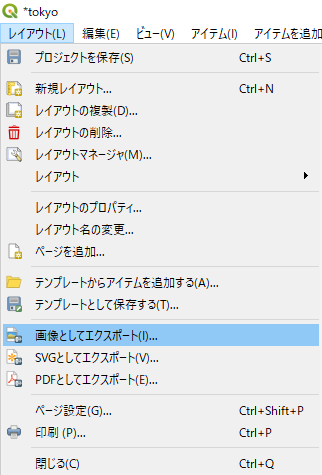 *tokyo
レイアウト(L) 編集(E) ビュー(V) アイテム(I) アイテムを追加
プロジェクトを保存(S) Ctrl+S
新規レイアウト... Ctrl+N
レイアウトの複製(D)...
レイアウトの削除...
レイアウトマネージャ(M)...
レイアウト
レイアウトのプロパティ...
レイアウト名の変更...
ページを追加...
テンプレートからアイテムを追加する(A)...
テンプレートとして保存する(T)...
画像としてエクスポート(I)...
SVGとしてエクスポート(V)...
PDFとしてエクスポート(E)...
ページ設定(G)... Ctrl+Shift+P
印刷 (P)... Ctrl+P
閉じる(C) Ctrl+Q